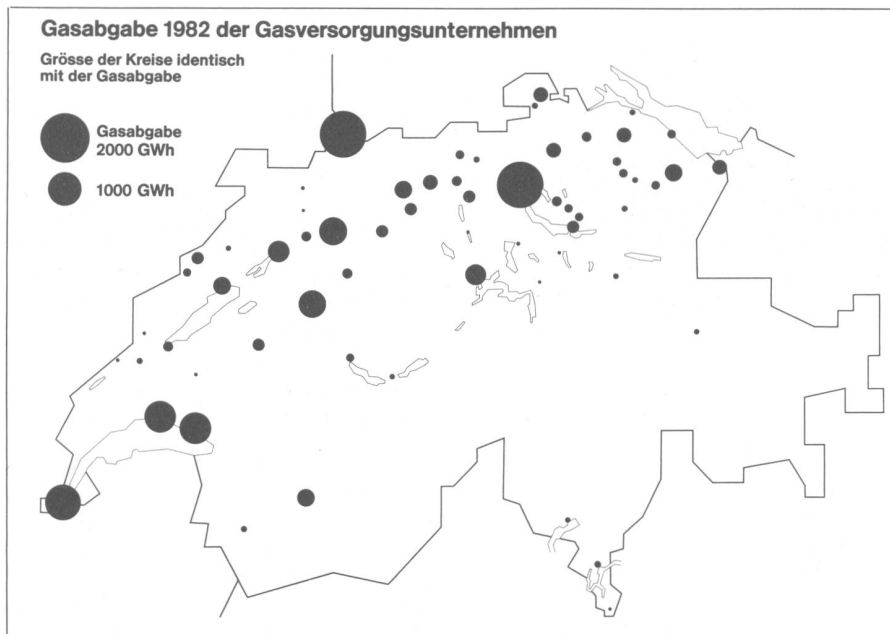 Gasabgabe 1982 der Gasversorgungsunternehmen
Grösse der Kreise identisch
mit der Gasabgabe
Gasabgabe
2000 GWh
1000 GWh